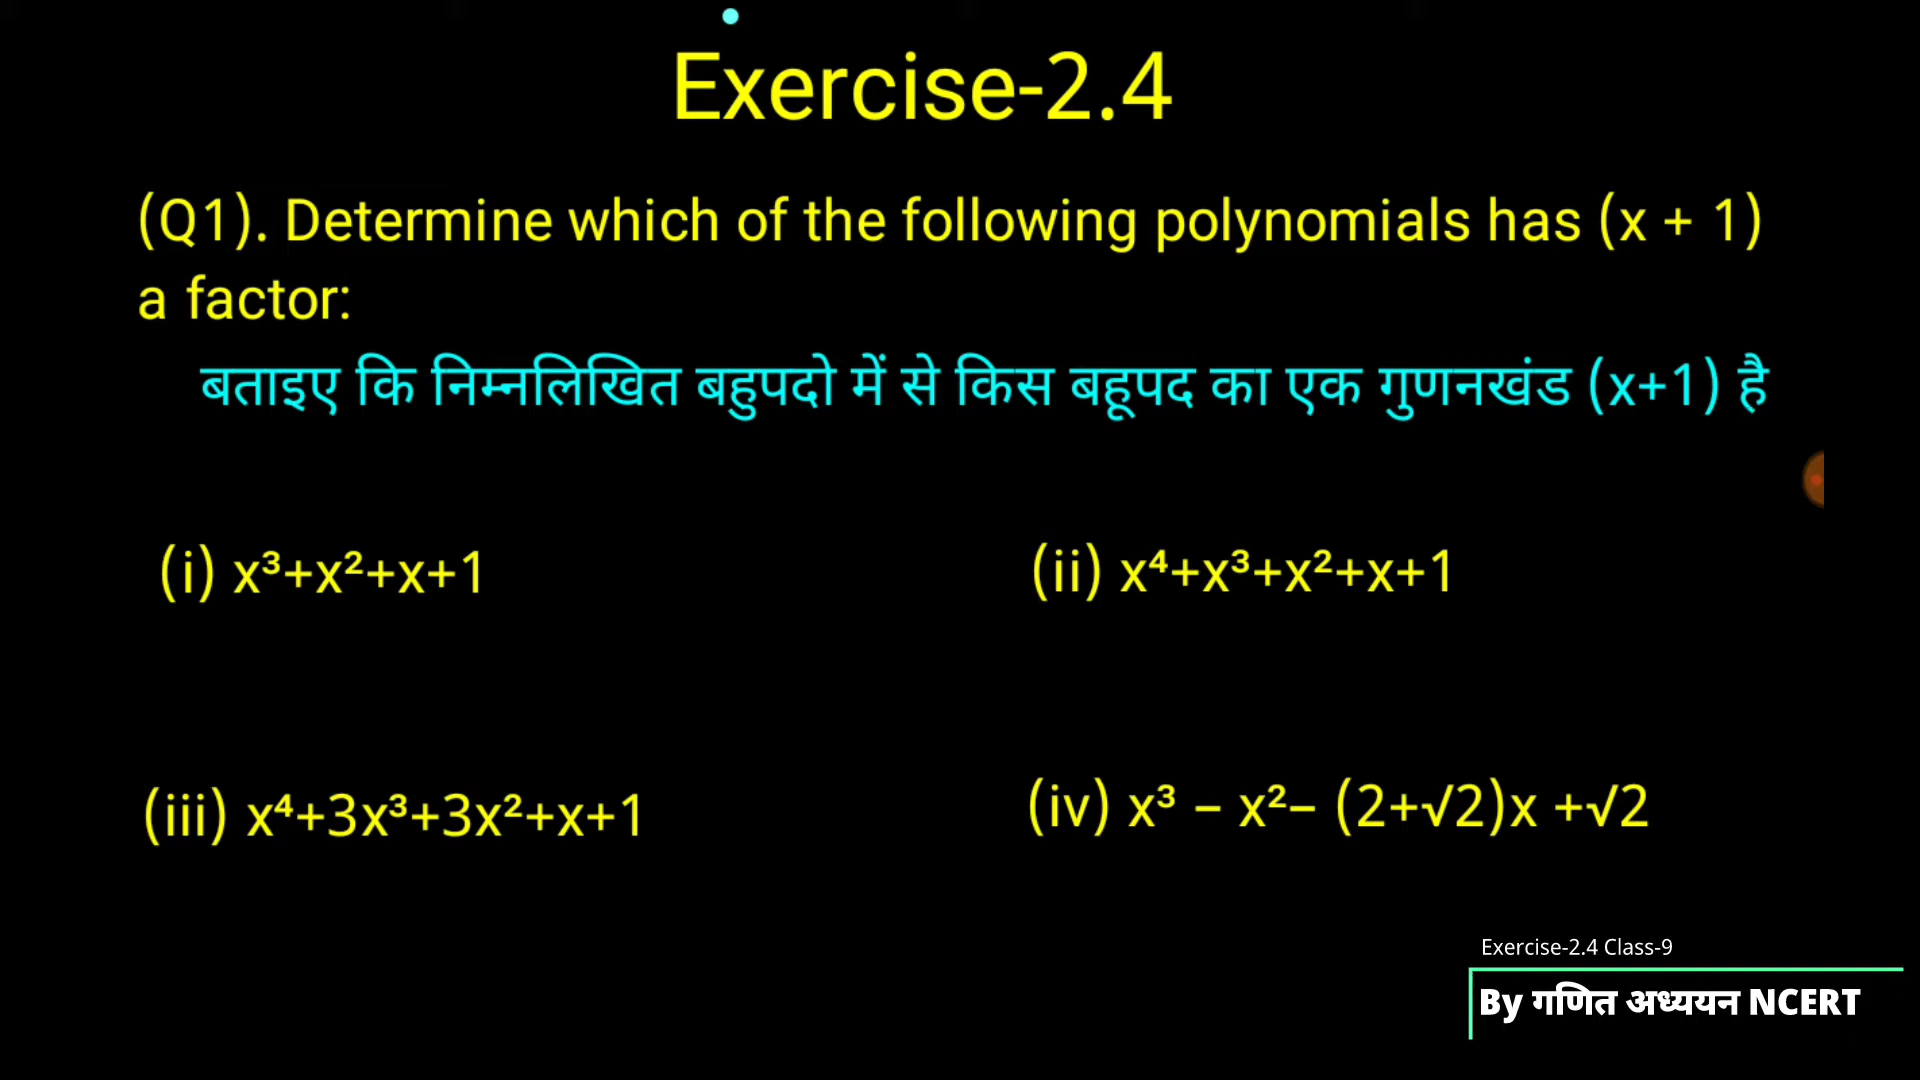 Exercise-2.4
(Q1). Determine which of the following polynomials has (x + 1)
a factor:
बताइए कि निम्नलिखित बहुपदो में से किस बहूपद का एक गुणनखंड (x+1) है
(i) x³+x²+x+1
(ii) x⁴+x³+x²+x+1
(iii) x⁴+3x³+3x²+x+1
(iv) x³ – x²– (2+√2)x +√2
Exercise-2.4 Class-9
By गणित अध्ययन NCERT